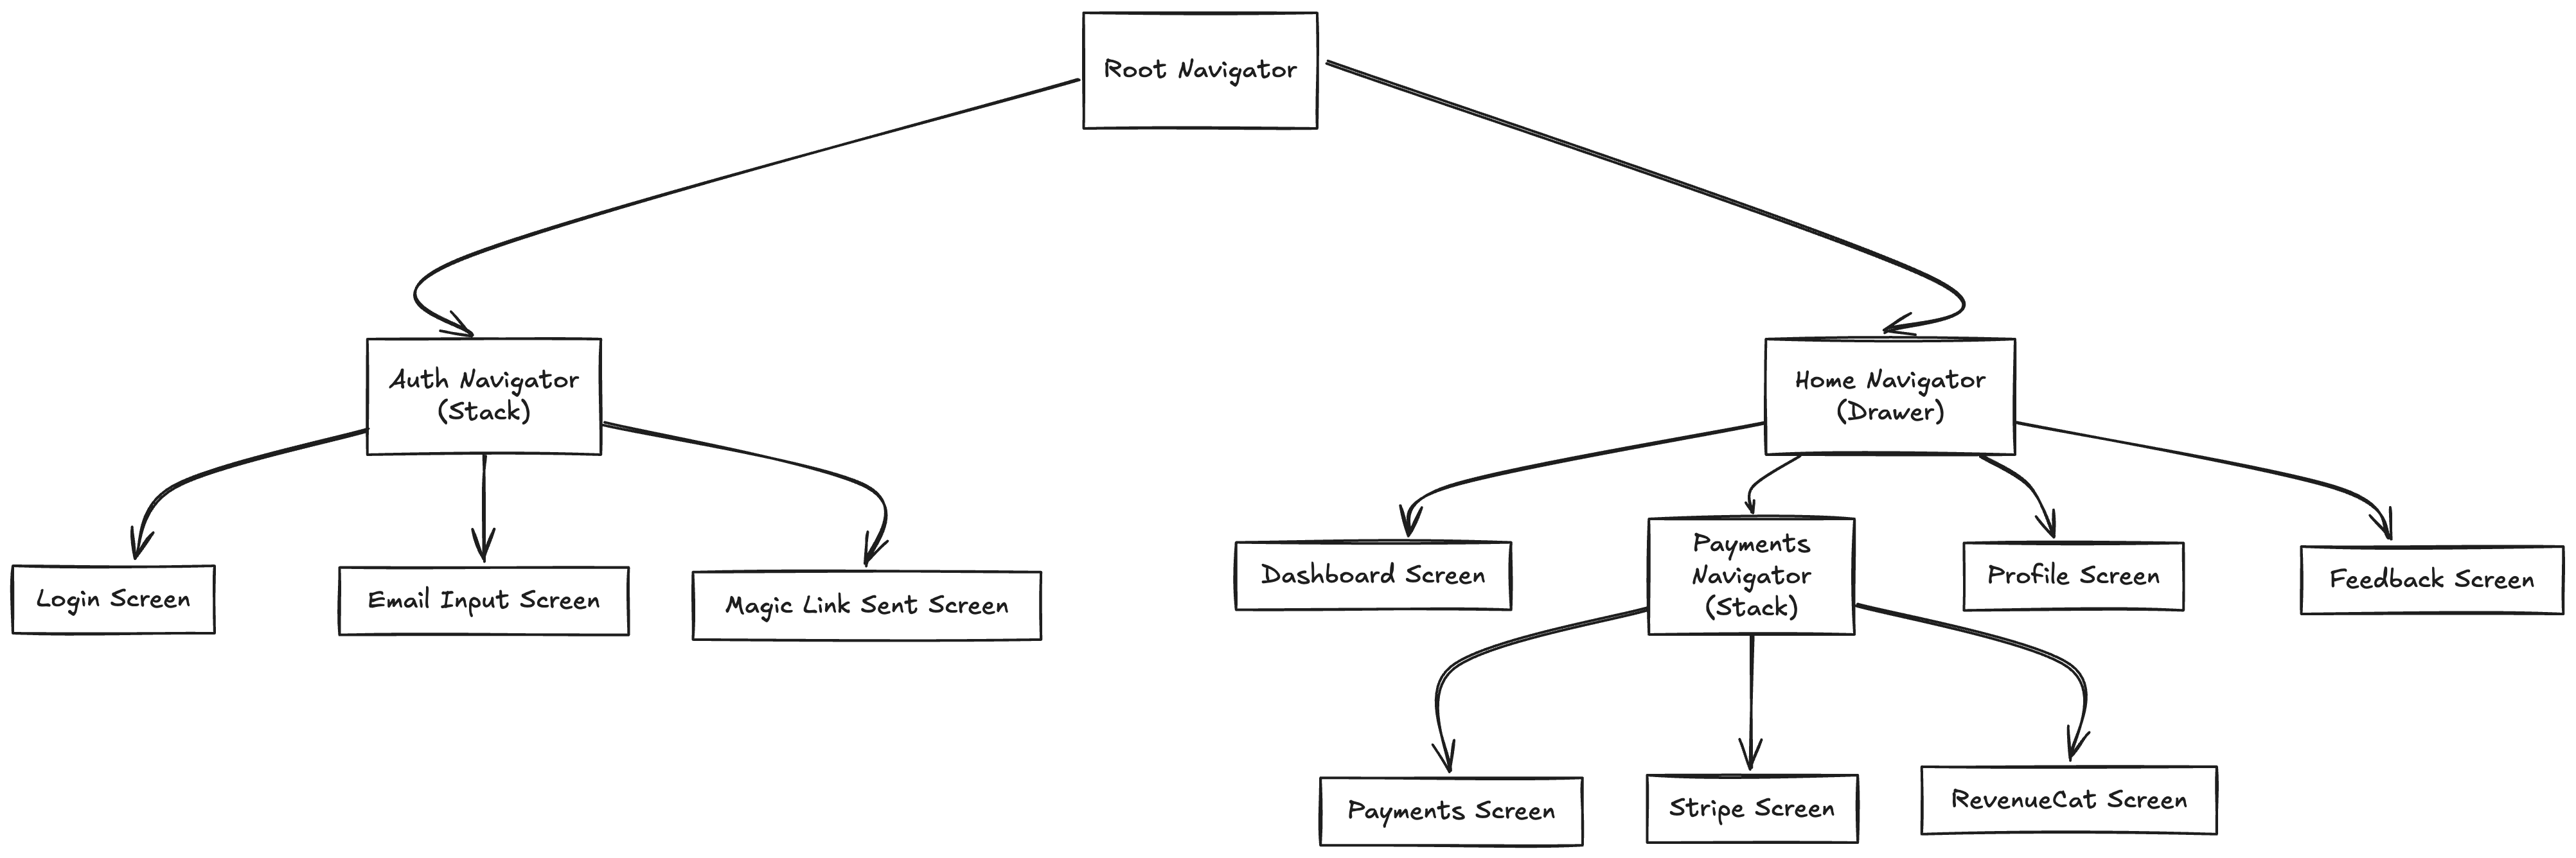 Root Navigator
Auth Navigator
(Stack)
Home Navigator
(Drawer)
Login Screen
Email Input Screen
Magic Link Sent Screen
Dashboard Screen
Payments
Navigator
(Stack)
Profile Screen
Feedback Screen
Payments Screen
Stripe Screen
RevenueCat Screen